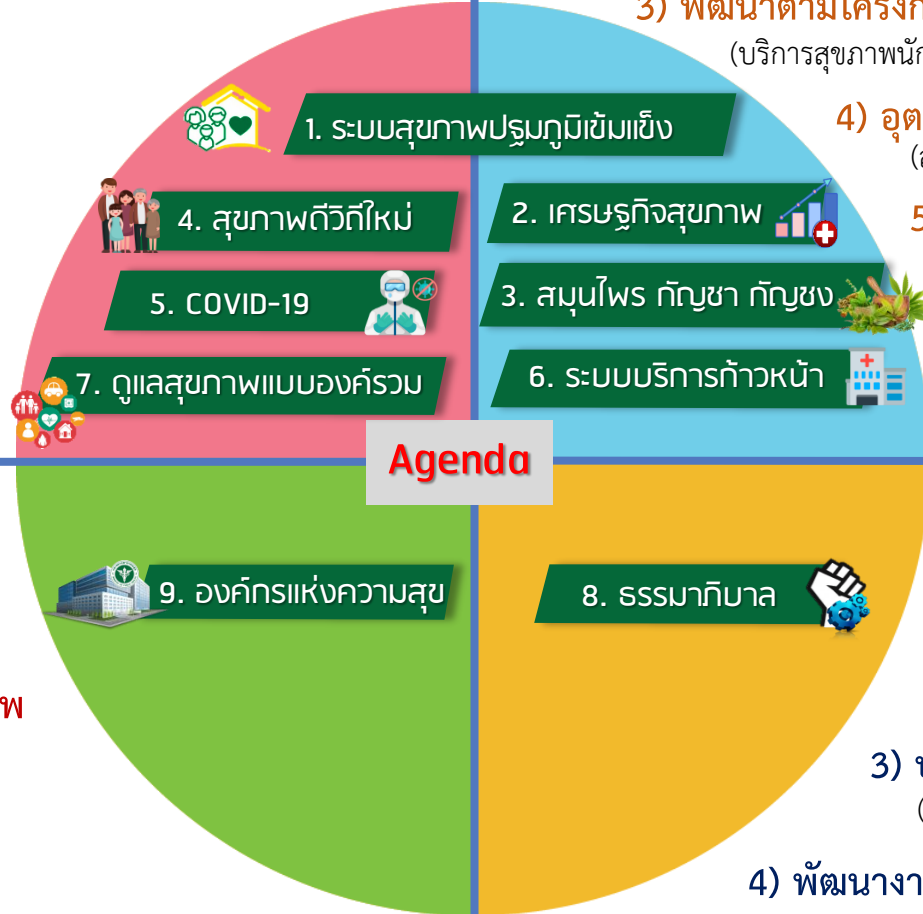 3) พัฒนาตามโครงก
(บริการสุขภาพนัก
1. ระบบสุขภาพปฐมภูมิเข้มแข็ง
4) อุต
4. สุขภาพดีวิถีใหม่
2. เศรษฐกิจสุขภาพ
5
5. COVID-19
3. สมุนไพร กัญชา กัญชง
7. ดูแลสุขภาพแบบองค์รวม
6. ระบบบริการก้าวหน้า
Agenda
9. องค์กรแห่งความสุข
8. ธรรมาภิบาล
พ
3)
4) พัฒนางา